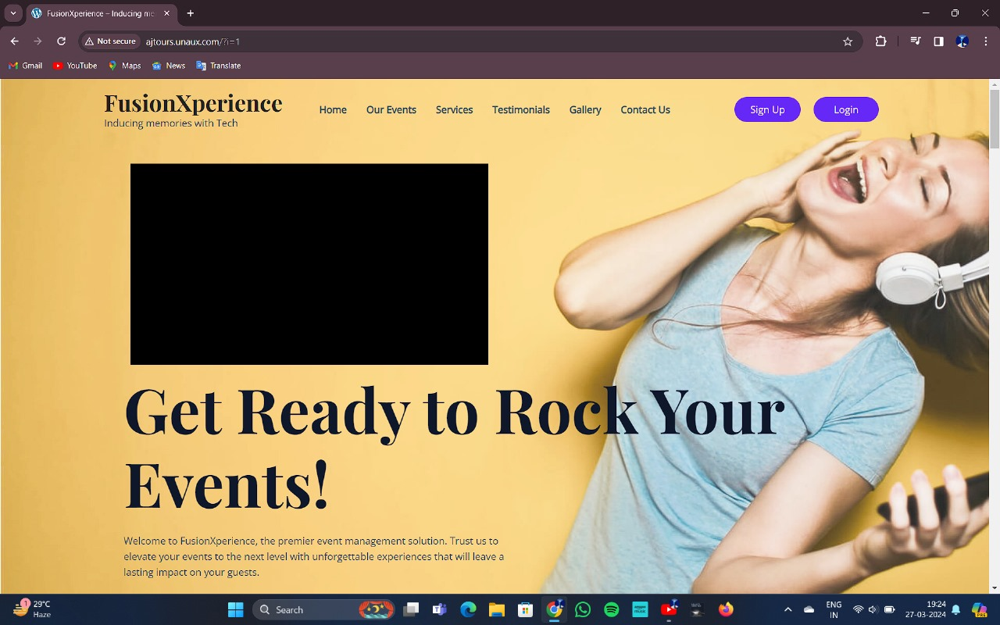 FusionXperience – Inducing me
Not secure
ajtours.unaux.com/?i=1
Gmail
YouTube
Maps
News
Translate
FusionXperience
Inducing memories with Tech
Home
Our Events
Services
Testimonials
Gallery
Contact Us
Sign Up
Login
Get Ready to Rock Your
Events!
Welcome to FusionXperience, the premier event management solution. Trust us to
elevate your events to the next level with unforgettable experiences that will leave a
lasting impact on your guests.
1
29°C
Haze
Search
ENG
IN
19:24
27-03-2024
PRE